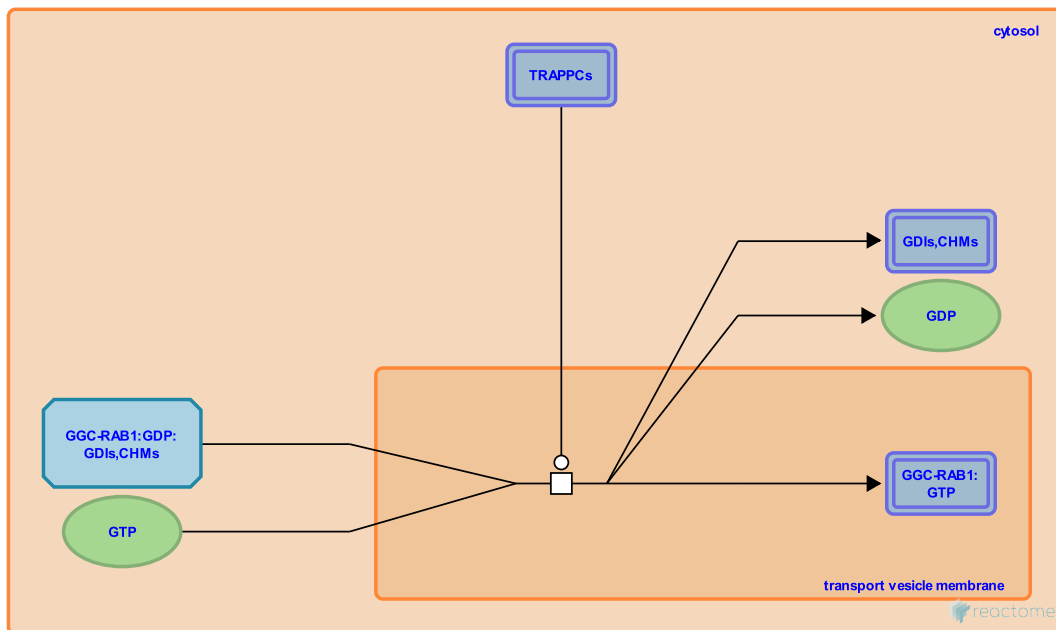 cytosol
TRAPPCs
GDIs,CHMs
GDP
GGC-RAB1:GDP:
GDIs,CHMs
GTP
GGC-RAB1:
GTP
transport vesicle membrane
reactome